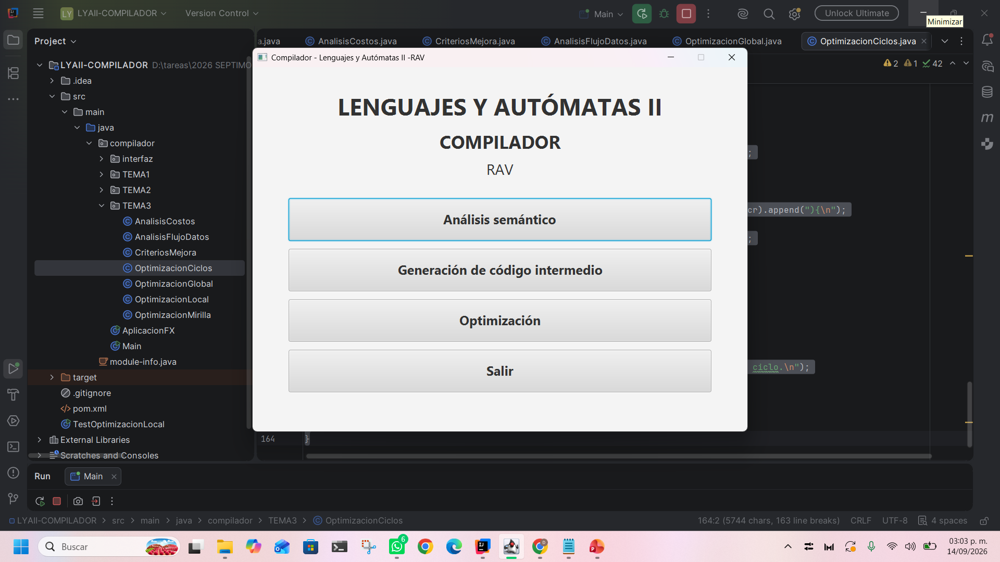 LY LYAII-COMPILADOR Version Control Main Unlock Ultimate
Minimizar
Project
a.java AnalisisCostos.java CriteriosMejora.java AnalisisFlujoDatos.java OptimizacionGlobal.java OptimizacionCiclos.java
Compilador - Lenguajes y Autómatas II -RAV
LYAII-COMPILADOR D:\tareas\2026 SEPTIMO
2 1 42
.idea
src
main
java
compilador
interfaz
TEMA1
TEMA2
TEMA3
AnalisisCostos
AnalisisFlujoDatos
CriteriosMejora
OptimizacionCiclos
OptimizacionGlobal
OptimizacionLocal
OptimizacionMirilla
AplicacionFX
Main
module-info.java
target
.gitignore
pom.xml
TestOptimizacionLocal
External Libraries
Scratches and Consoles
LENGUAJES Y AUTÓMATAS II
COMPILADOR
RAV
Análisis semántico
Generación de código intermedio
Optimización
Salir
;
cr).append("){\n");
;
ciclo.\n");
164 }
Run Main
LYAII-COMPILADOR > src > main > java > compilador > TEMA3 > OptimizacionCiclos
164:2 (5744 chars, 163 line breaks) CRLF UTF-8 4 spaces
Buscar
6
D
03:03 p. m.
14/09/2026